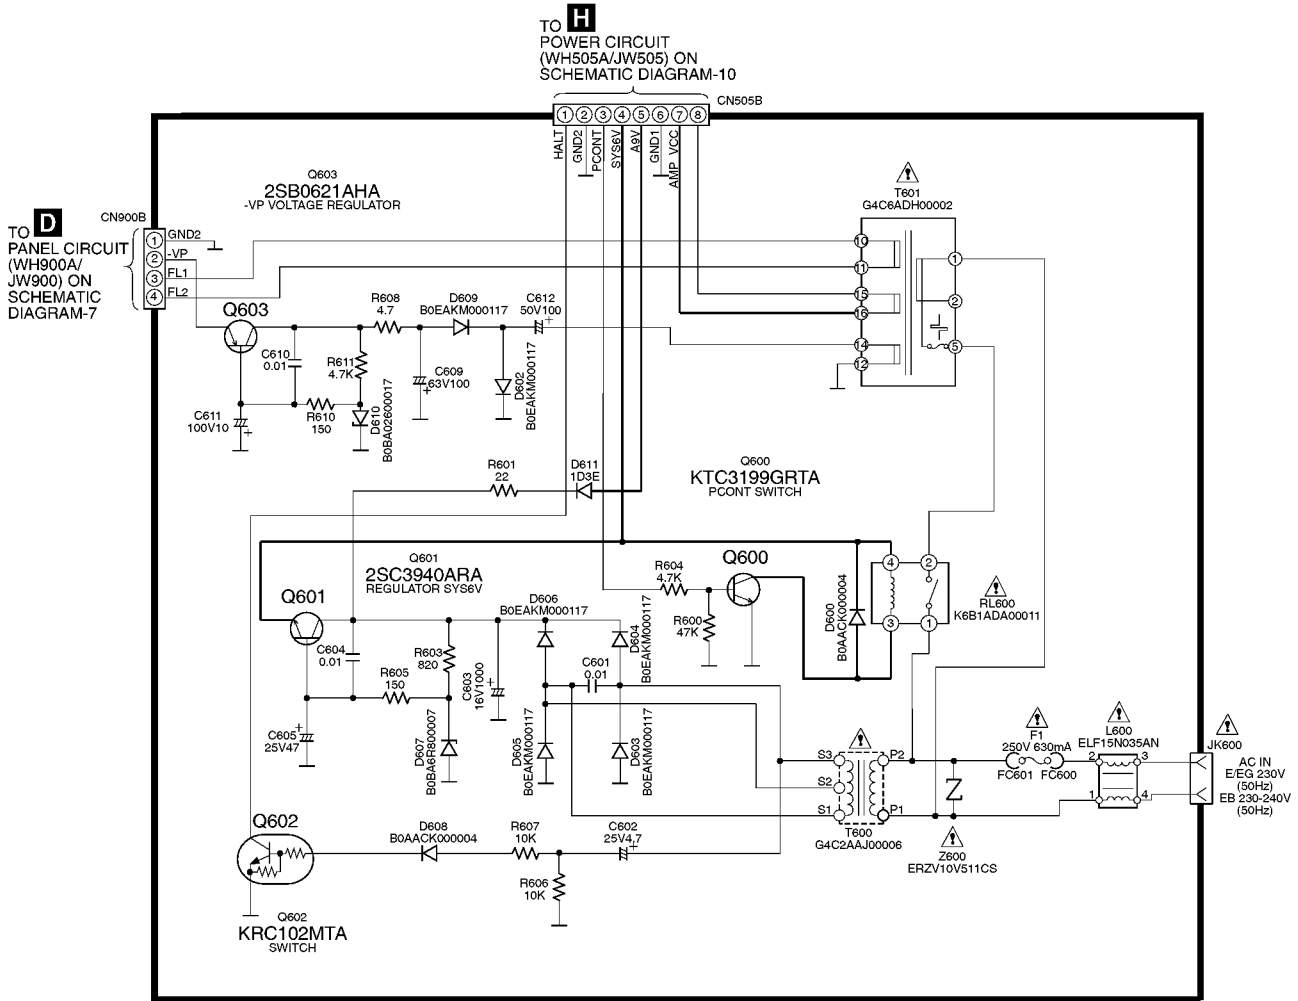 TO H
POWER CIRCUIT
(WH505A/JW505) ON
SCHEMATIC DIAGRAM-10
CN505B
1 2 3 4 5 6 7 8
HALT
GND2
PCONT
SYS6V
A9V
GND1
AMP VCC
Q603
2SB0621AHA
-VP VOLTAGE REGULATOR
T601
G4C6ADH00002
10
11
15
16
14
12
1
2
5
TO D
PANEL CIRCUIT
(WH900A/
JW900) ON
SCHEMATIC
DIAGRAM-7
CN900B
1 GND2
2 -VP
3 FL1
4 FL2
Q603
R608
4.7
D609
B0EAKM000117
C612
50V100
+
C610
0.01
R611
4.7K
C609
63V100
+
D602
B0EAKM000117
C611
100V10
+
R610
150
D610
B0BA02600017
R601
22
D611
1D3E
Q600
KTC3199GRTA
PCONT SWITCH
Q601
2SC3940ARA
REGULATOR SYS6V
R604
4.7K
Q600
R600
47K
D600
B0AACK000004
4
2
3
1
RL600
K6B1ADA00011
Q601
D606
B0EAKM000117
D604
B0EAKM000117
C604
0.01
R603
820
R605
150
C603
16V1000
+
C601
0.01
C605
25V47
+
D607
B0BA6R800007
D605
B0EAKM000117
D603
B0EAKM000117
S3
S2
S1
P2
P1
T600
G4C2AAJ00006
Z
Z600
ERZV10V511CS
F1
250V 630mA
FC601
FC600
L600
ELF15N035AN
2
3
1
4
JK600
AC IN
E/EG 230V
(50Hz)
EB 230-240V
(50Hz)
Q602
D608
B0AACK000004
R607
10K
C602
25V4.7
+
R606
10K
Q602
KRC102MTA
SWITCH